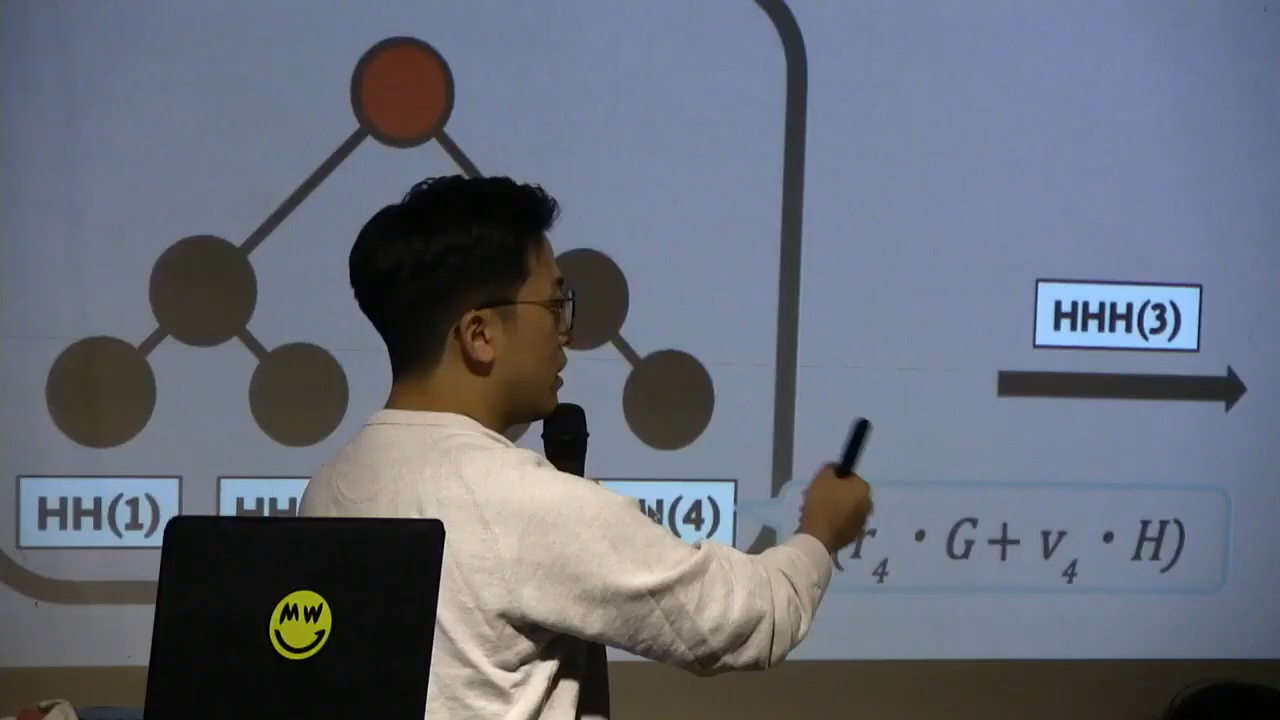 HHH(3)
HH(1)
HH
(4)
r₄ · G + v₄ · H)
MW